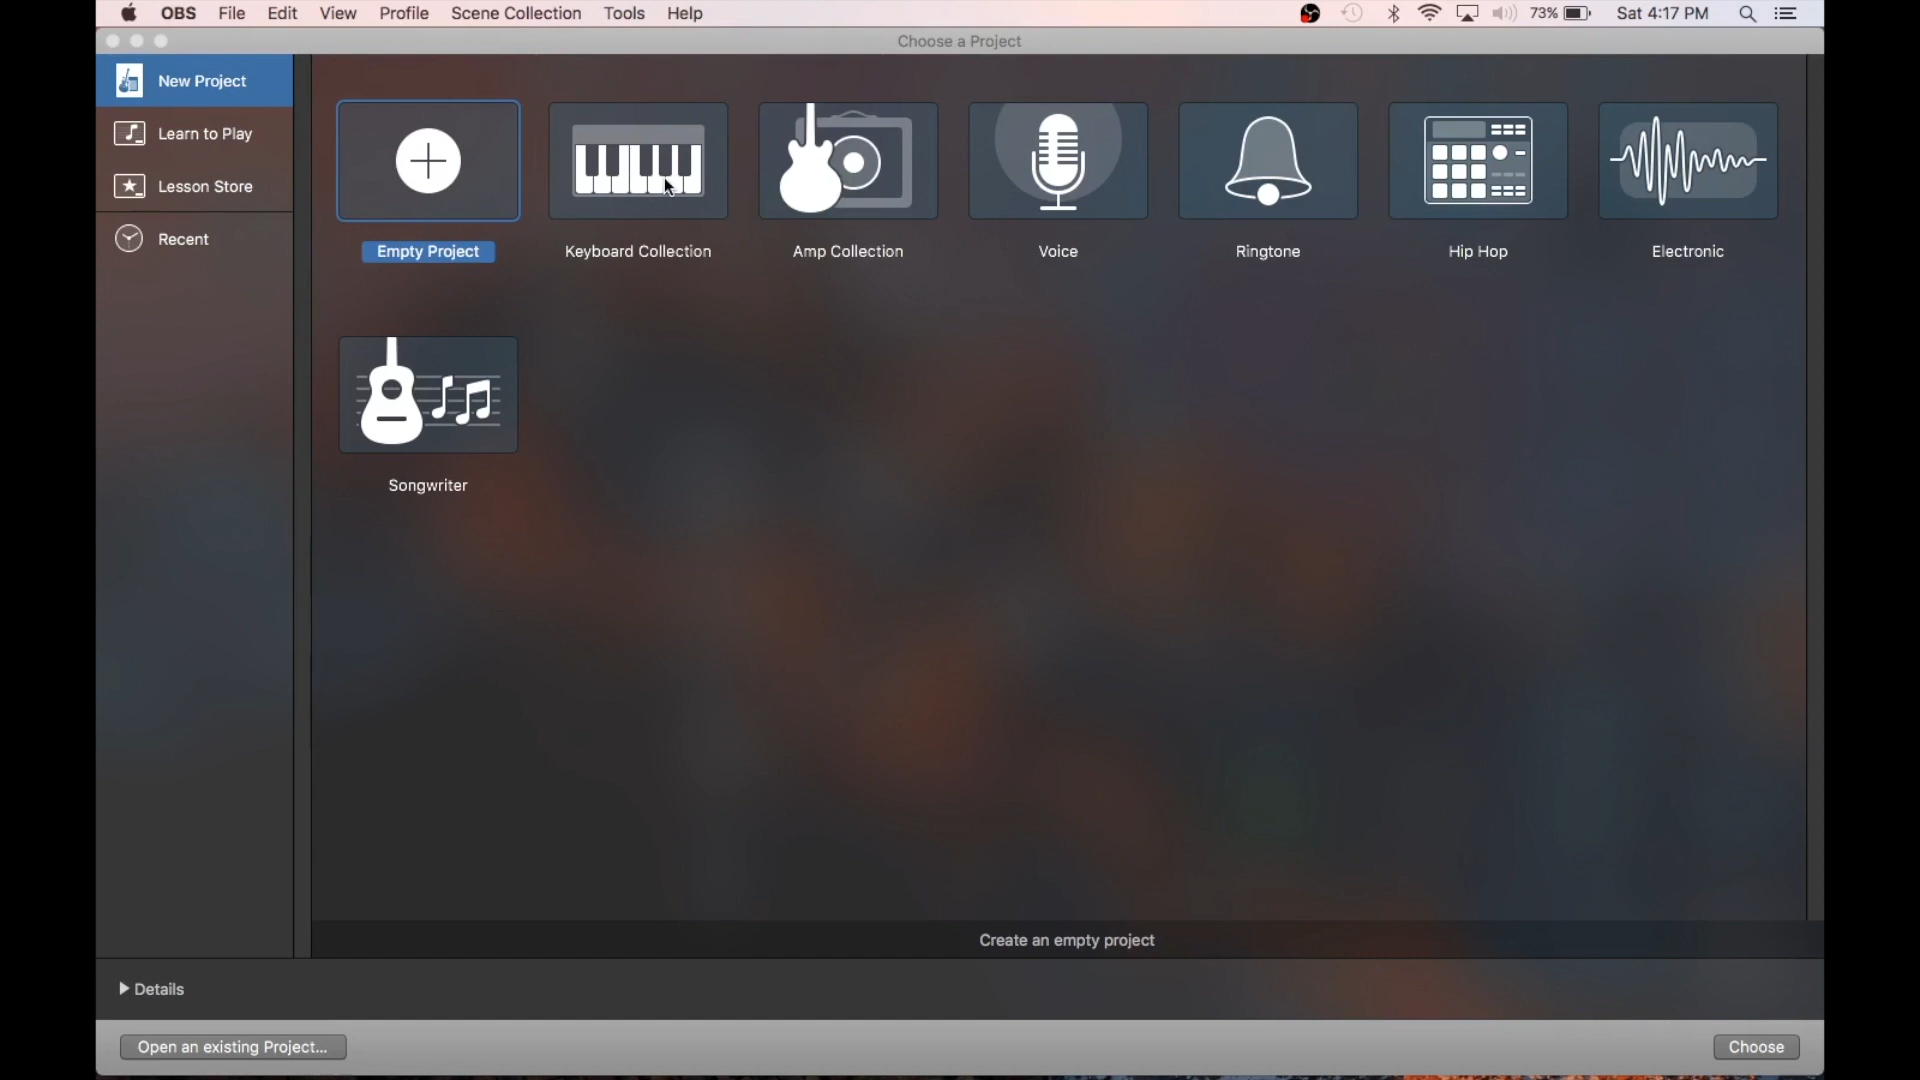 OBS File Edit View Profile Scene Collection Tools Help 73% Sat 4:17 PM
Choose a Project
New Project
Learn to Play
Lesson Store
Recent
Empty Project Keyboard Collection Amp Collection Voice Ringtone Hip Hop Electronic
Songwriter
Create an empty project
Details
Open an existing Project... Choose